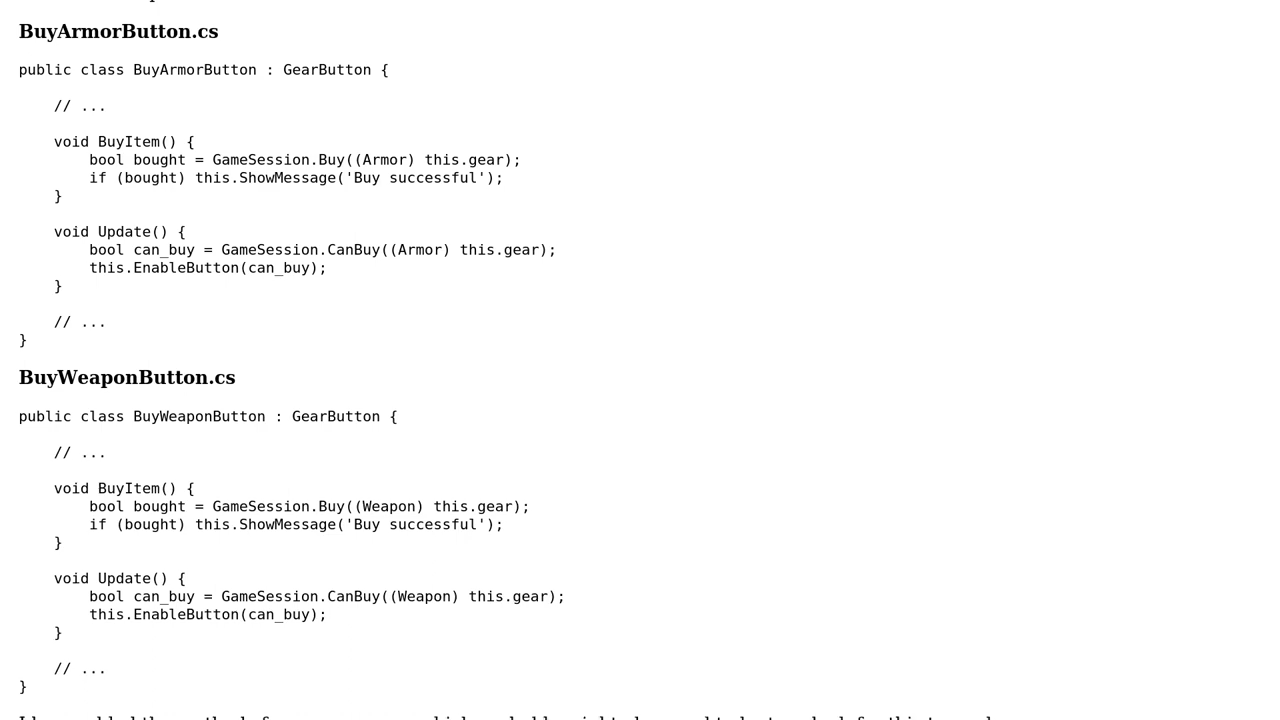 BuyArmorButton.cs
public class BuyArmorButton : GearButton {
// ...
void BuyItem() {
bool bought = GameSession.Buy((Armor) this.gear);
if (bought) this.ShowMessage('Buy successful');
}
void Update() {
bool can_buy = GameSession.CanBuy((Armor) this.gear);
this.EnableButton(can_buy);
}
// ...
}
BuyWeaponButton.cs
public class BuyWeaponButton : GearButton {
// ...
void BuyItem() {
bool bought = GameSession.Buy((Weapon) this.gear);
if (bought) this.ShowMessage('Buy successful');
}
void Update() {
bool can_buy = GameSession.CanBuy((Weapon) this.gear);
this.EnableButton(can_buy);
}
// ...
}